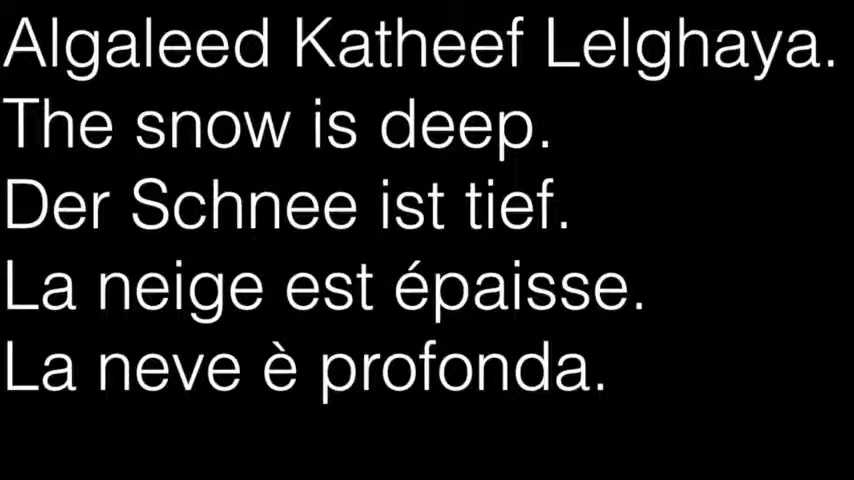 Algaleed Katheef Lelghaya.
The snow is deep.
Der Schnee ist tief.
La neige est épaisse.
La neve è profonda.